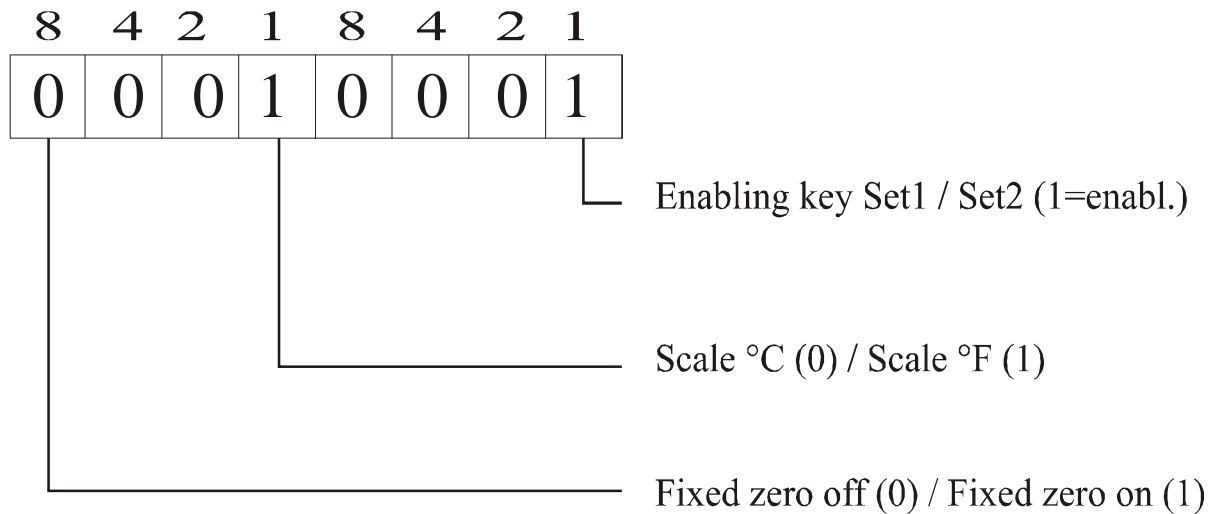 8 4 2 1 8 4 2 1
0 0 0 1 0 0 0 1
Enabling key Set1 / Set2 (1=enabl.)
Scale °C (0) / Scale °F (1)
Fixed zero off (0) / Fixed zero on (1)